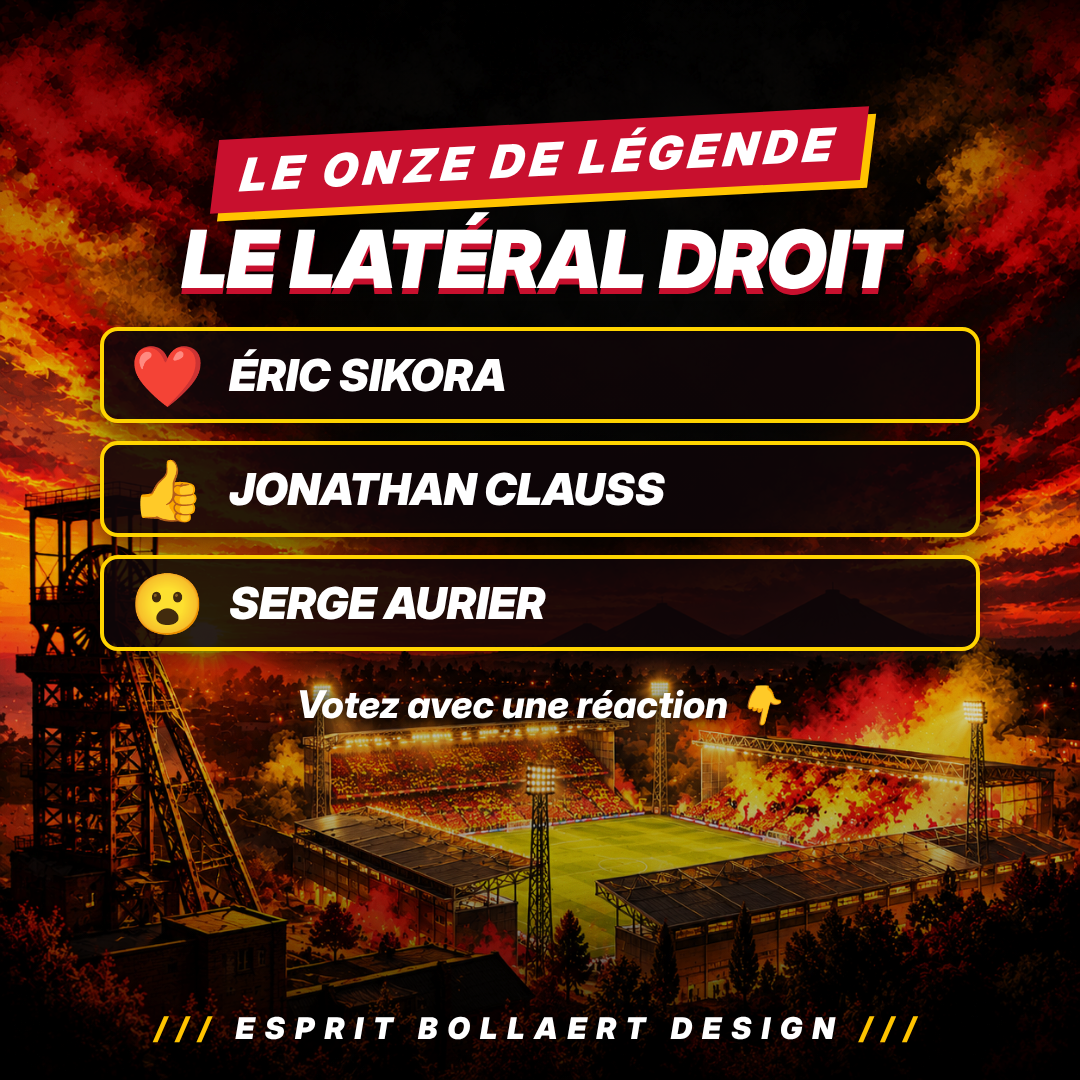 LE ONZE DE LÉGENDE
LE LATÉRAL DROIT
❤️ ÉRIC SIKORA
👍 JONATHAN CLAUSS
😮 SERGE AURIER
Votez avec une réaction 👇
/// ESPRIT BOLLAERT DESIGN ///